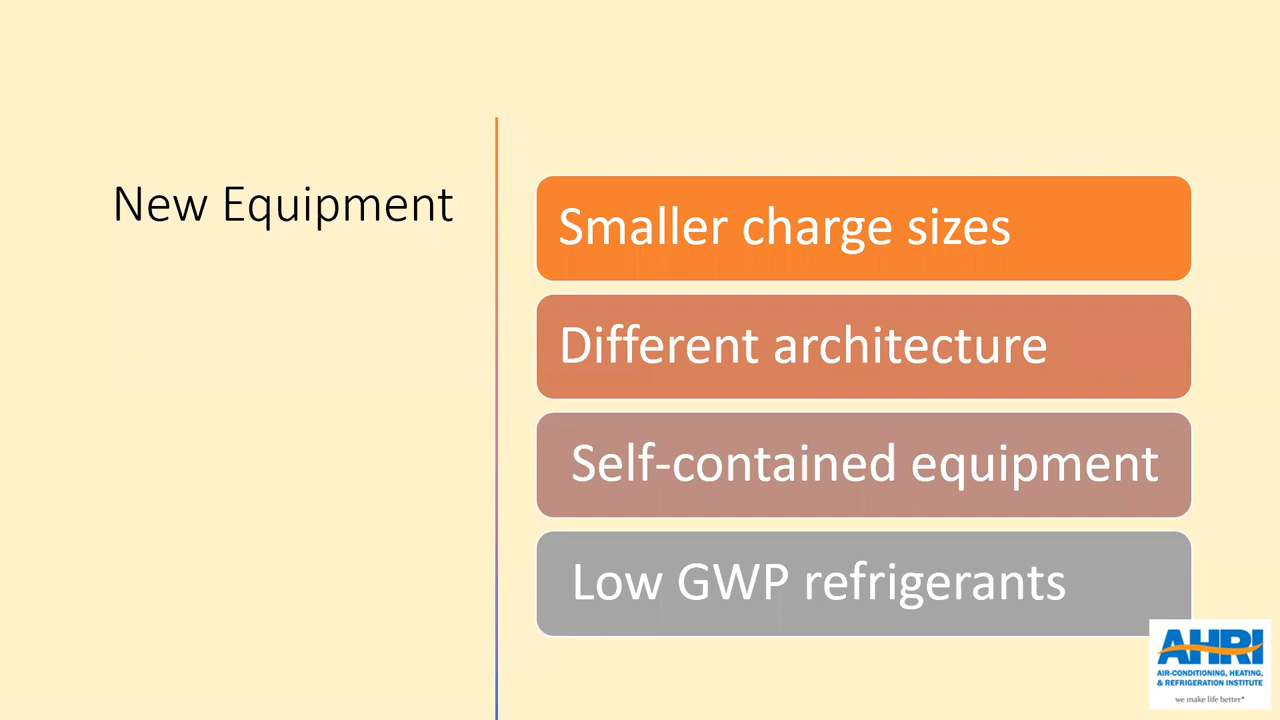 New Equipment
Smaller charge sizes
Different architecture
Self-contained equipment
Low GWP refrigerants
AHRI
AIR-CONDITIONING, HEATING,
& REFRIGERATION INSTITUTE
we make life better*